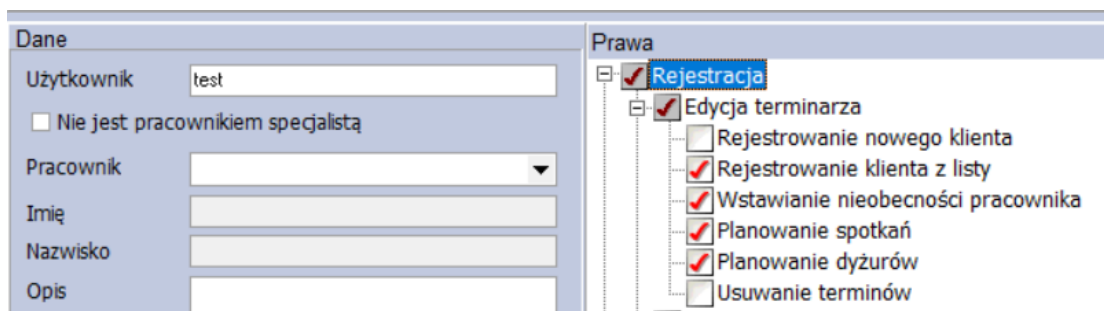 Dane
Użytkownik
test
Nie jest pracownikiem specjalistą
Pracownik
Imię
Nazwisko
Opis
Prawa
Rejestracja
Edycja terminarza
Rejestrowanie nowego klienta
Rejestrowanie klienta z listy
Wstawianie nieobecności pracownika
Planowanie spotkań
Planowanie dyżurów
Usuwanie terminów